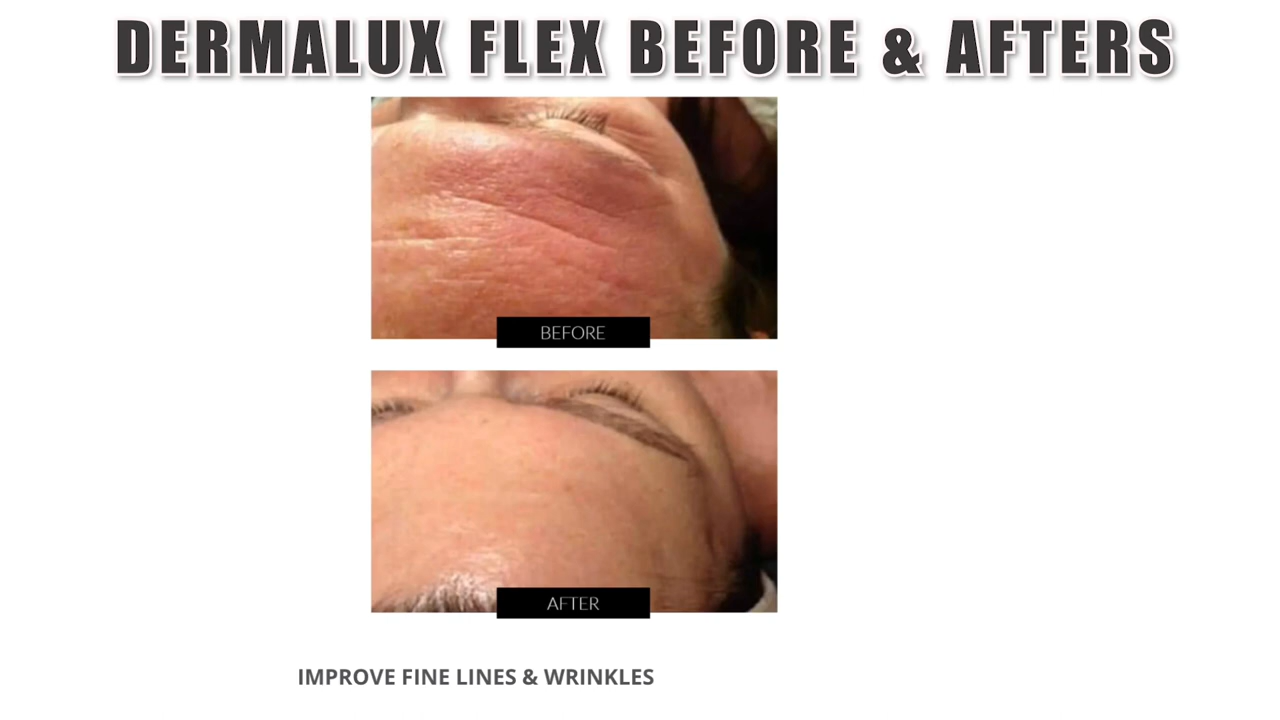 DERMALUX FLEX BEFORE & AFTERS
BEFORE
AFTER
IMPROVE FINE LINES & WRINKLES